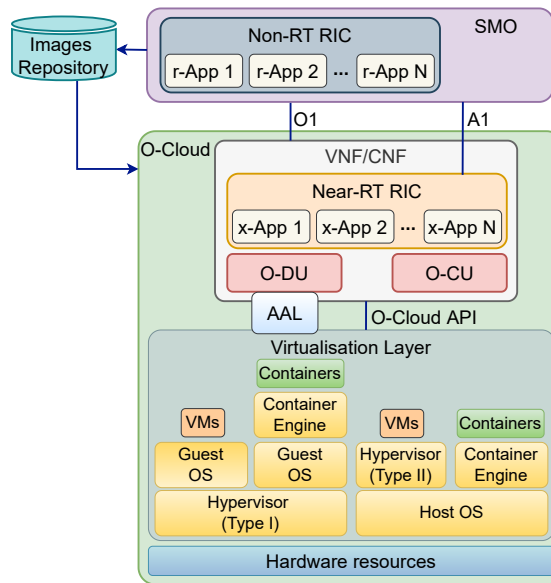 Images
Repository
Non-RT RIC
SMO
r-App 1
r-App 2
...
r-App N
O1
A1
O-Cloud
VNF/CNF
Near-RT RIC
x-App 1
x-App 2
...
x-App N
O-DU
O-CU
AAL
O-Cloud API
Virtualisation Layer
Containers
VMs
Container
Engine
VMs
Containers
Guest
OS
Guest
OS
Hypervisor
(Type II)
Container
Engine
Hypervisor
(Type I)
Host OS
Hardware resources